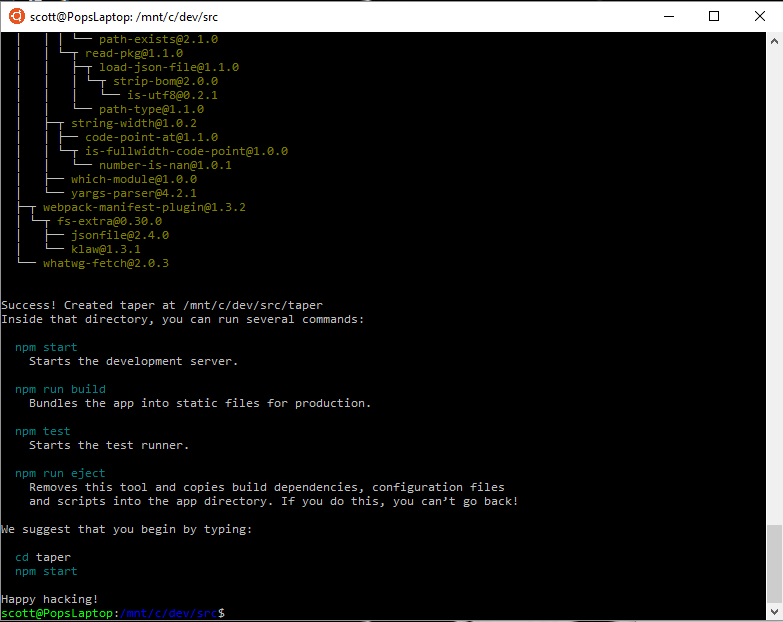 scott@PopsLaptop: /mnt/c/dev/src
│ │ │ │ └── path-exists@2.1.0
│ │ │ └─┬ read-pkg@1.1.0
│ │ │   ├─┬ load-json-file@1.1.0
│ │ │   │ └─┬ strip-bom@2.0.0
│ │ │   │   └── is-utf8@0.2.1
│ │ │   └── path-type@1.1.0
│ │ ├─┬ string-width@1.0.2
│ │ │ ├── code-point-at@1.1.0
│ │ │ └─┬ is-fullwidth-code-point@1.0.0
│ │ │   └── number-is-nan@1.0.1
│ │ ├── which-module@1.0.0
│ │ └── yargs-parser@4.2.1
├─┬ webpack-manifest-plugin@1.3.2
│ └─┬ fs-extra@0.30.0
│   ├── jsonfile@2.4.0
│   └── klaw@1.3.1
└── whatwg-fetch@2.0.3
Success! Created taper at /mnt/c/dev/src/taper
Inside that directory, you can run several commands:
npm start
Starts the development server.
npm run build
Bundles the app into static files for production.
npm test
Starts the test runner.
npm run eject
Removes this tool and copies build dependencies, configuration files
and scripts into the app directory. If you do this, you can’t go back!
We suggest that you begin by typing:
cd taper
npm start
Happy hacking!
scott@PopsLaptop:/mnt/c/dev/src$